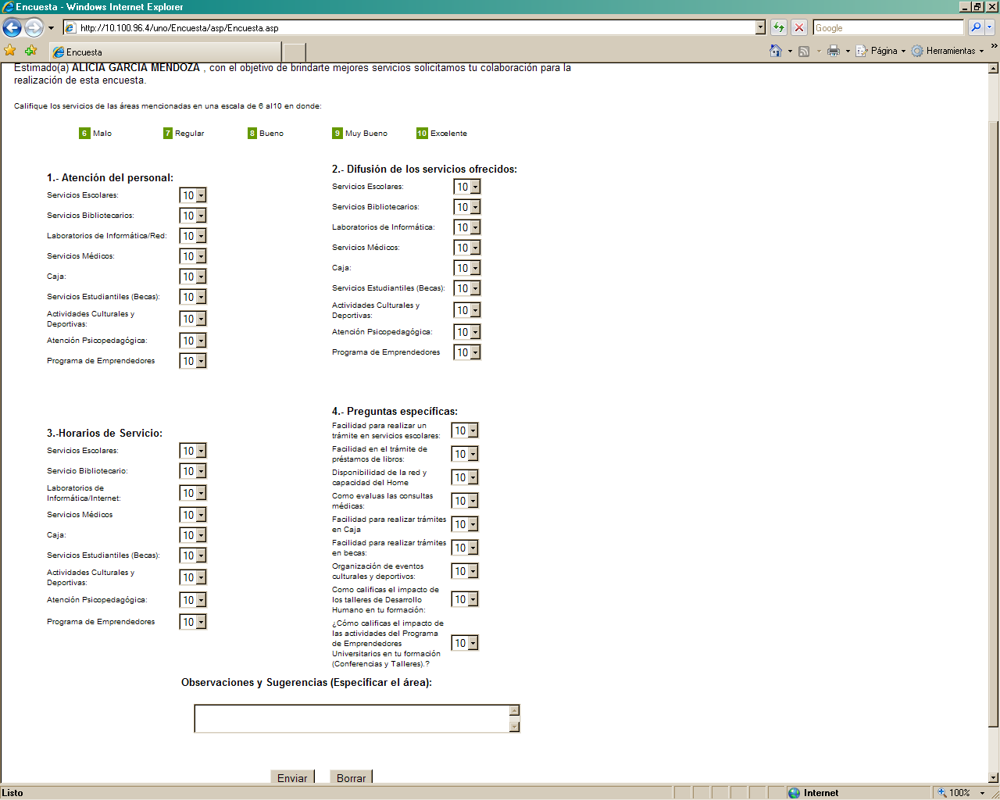 Encuesta - Windows Internet Explorer
http://10.100.96.4/uno/Encuesta/asp/Encuesta.asp
Google
Encuesta
Página
Herramientas
Estimado(a) ALICIA GARCIA MENDOZA , con el objetivo de brindarte mejores servicios solicitamos tu colaboración para la
realización de esta encuesta.
Califique los servicios de las áreas mencionadas en una escala de 6 al10 en donde:
6 Malo 7 Regular 8 Bueno 9 Muy Bueno 10 Excelente
1.- Atención del personal:
Servicios Escolares: 10
Servicios Bibliotecarios: 10
Laboratorios de Informática/Red: 10
Servicios Médicos: 10
Caja: 10
Servicios Estudiantiles (Becas): 10
Actividades Culturales y
Deportivas: 10
Atención Psicopedagógica: 10
Programa de Emprendedores 10
2.- Difusión de los servicios ofrecidos:
Servicios Escolares: 10
Servicios Bibliotecarios: 10
Laboratorios de Informática: 10
Servicios Médicos: 10
Caja: 10
Servicios Estudiantiles (Becas): 10
Actividades Culturales y
Deportivas: 10
Atención Psicopedagógica: 10
Programa de Emprendedores 10
3.-Horarios de Servicio:
Servicios Escolares: 10
Servicio Bibliotecario: 10
Laboratorios de
Informática/Internet: 10
Servicios Médicos 10
Caja: 10
Servicios Estudiantiles (Becas): 10
Actividades Culturales y
Deportivas: 10
Atención Psicopedagógica: 10
Programa de Emprendedores 10
4.- Preguntas específicas:
Facilidad para realizar un
trámite en servicios escolares: 10
Facilidad en el trámite de
préstamos de libros: 10
Disponibilidad de la red y
capacidad del Home 10
Como evaluas las consultas
médicas: 10
Facilidad para realizar trámites
en Caja 10
Facilidad para realizar trámites
en becas: 10
Organización de eventos
culturales y deportivos: 10
Como calificas el impacto de
los talleres de Desarrollo
Humano en tu formación: 10
¿Cómo calificas el impacto de
las actividades del Programa
de Emprendedores
Universitarios en tu formación
(Conferencias y Talleres).? 10
Observaciones y Sugerencias (Especificar el área):
Enviar Borrar
Listo Internet 100%